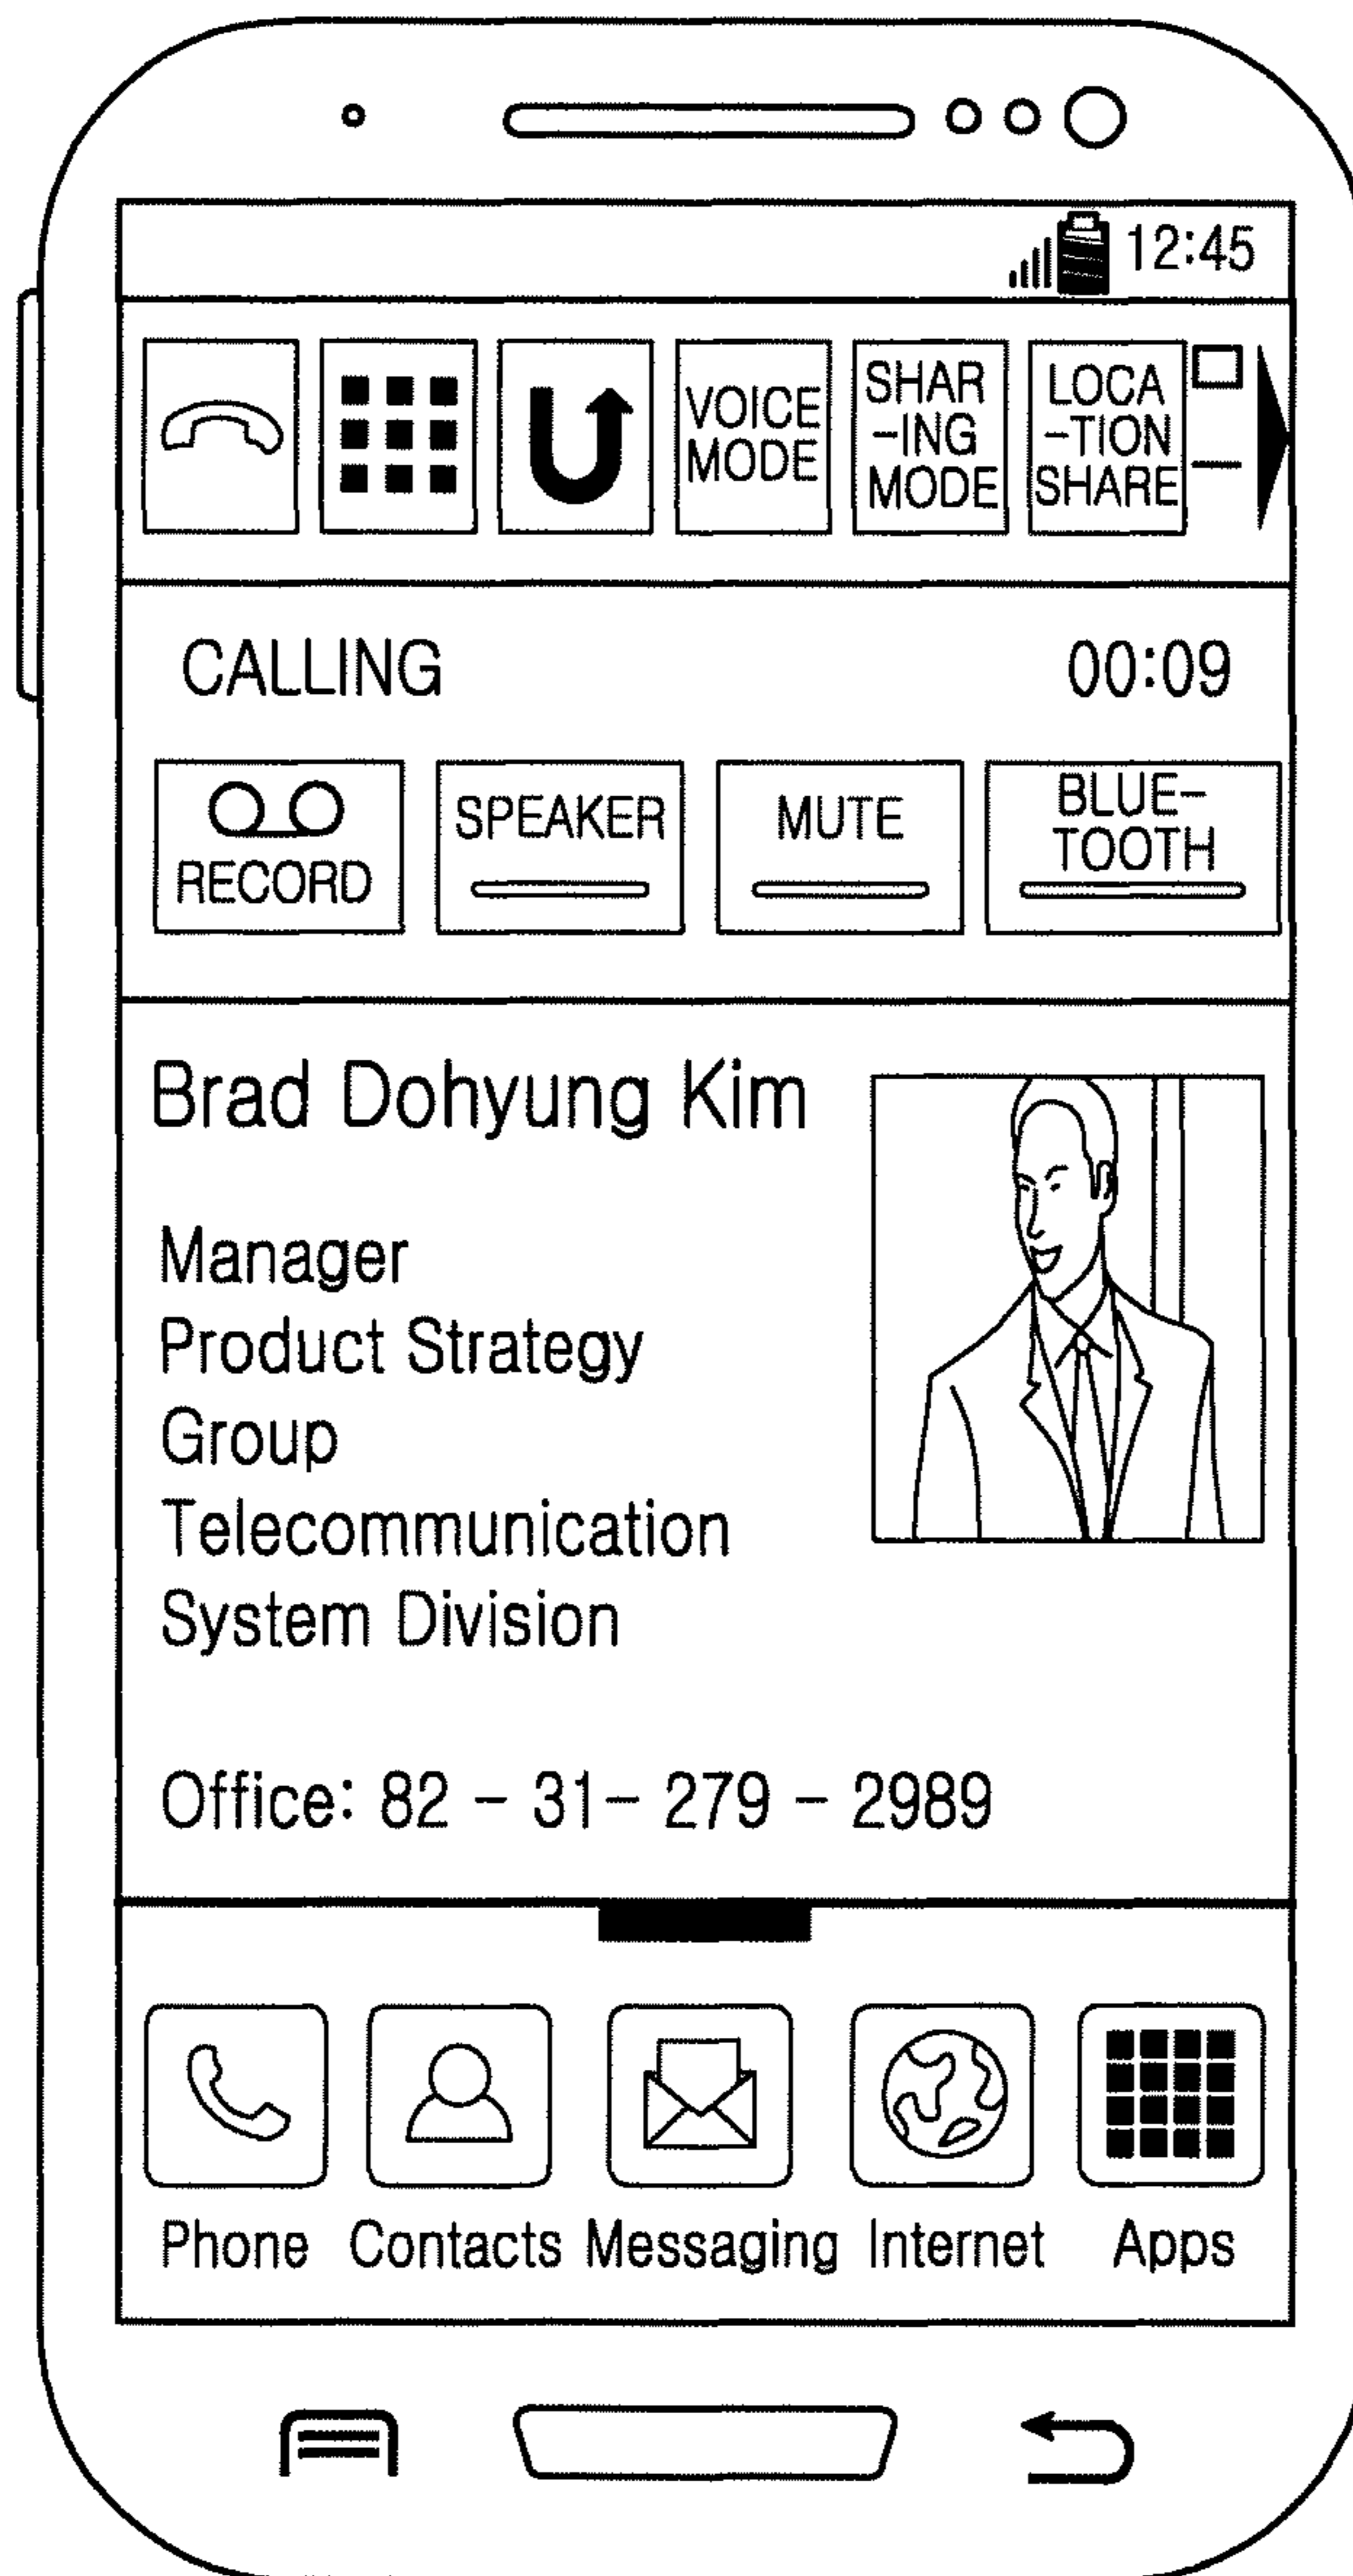 12:45
VOICE
MODE
SHAR
-ING
MODE
LOCA
-TION
SHARE
CALLING 00:09
RECORD
SPEAKER
MUTE
BLUE-
TOOTH
Brad Dohyung Kim
Manager
Product Strategy
Group
Telecommunication
System Division
Office: 82 - 31- 279 - 2989
Phone Contacts Messaging Internet Apps